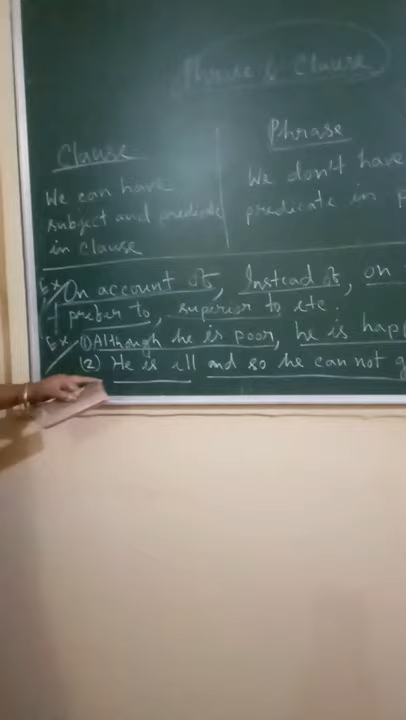 Phrase & Clause
Clause
Phrase
We can have
subject and predicate
in Clause
We don't have
predicate in
Ex On account of, Instead of, on
prefer to, superior to etc.
Ex (1) Although he is poor, he is hap
(2) He is ill and so he can not g